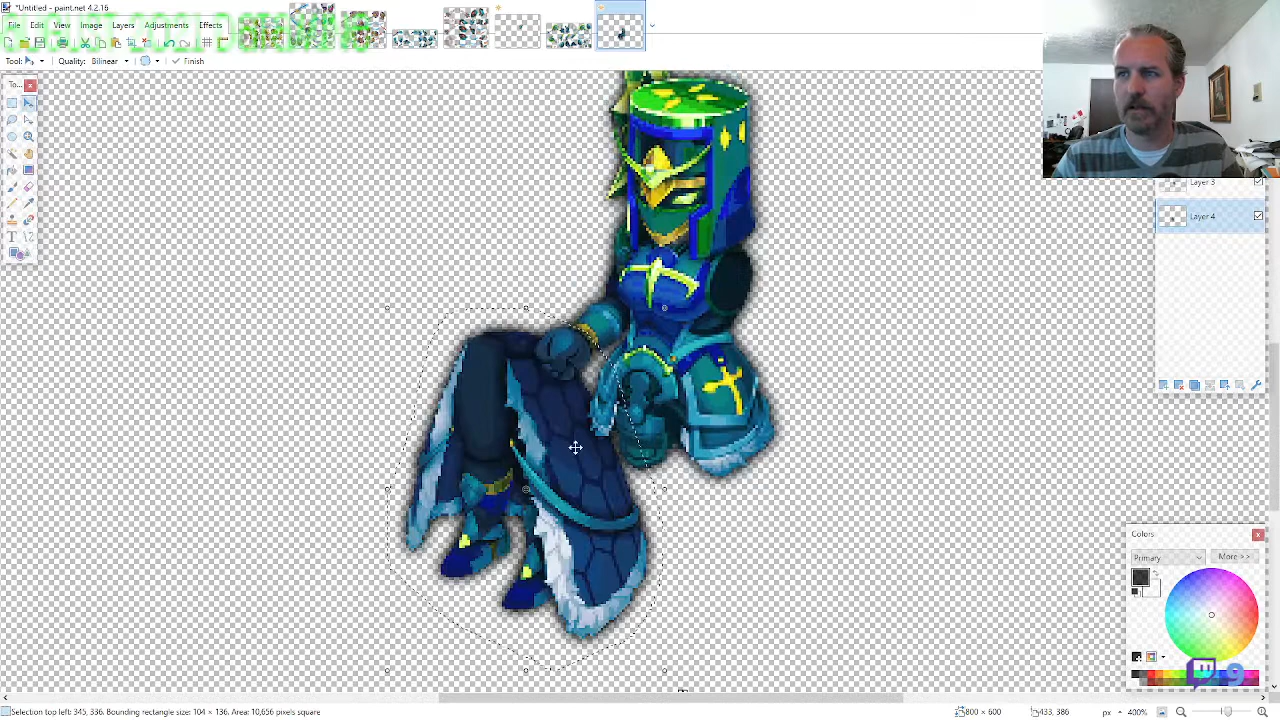 *Untitled - paint.net 4.2.16
File Edit View Image Layers Adjustments Effects
Tool: Quality: Bilinear Finish
To...
Layer 3
Layer 4
Colors
Primary More >>
9
Selection top left: 345, 336. Bounding rectangle size: 104 × 136. Area: 10,656 pixels square 800 × 600 433, 386 px 400%